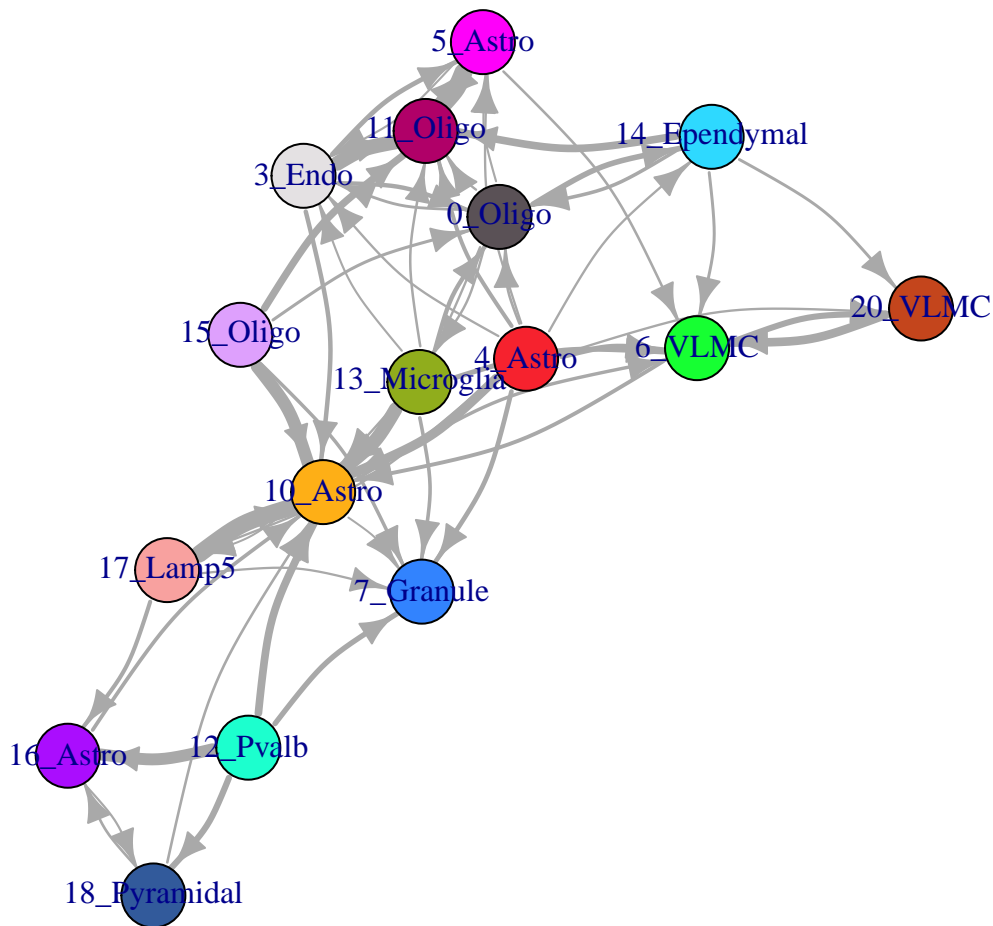 5_Astro
11_Oligo
14_Ependymal
3_Endo
0_Oligo
20_VLMC
15_Oligo
6_VLMC
4_Astro
13_Microglia
10_Astro
17_Lamp5
7_Granule
16_Astro
12_Pvalb
18_Pyramidal